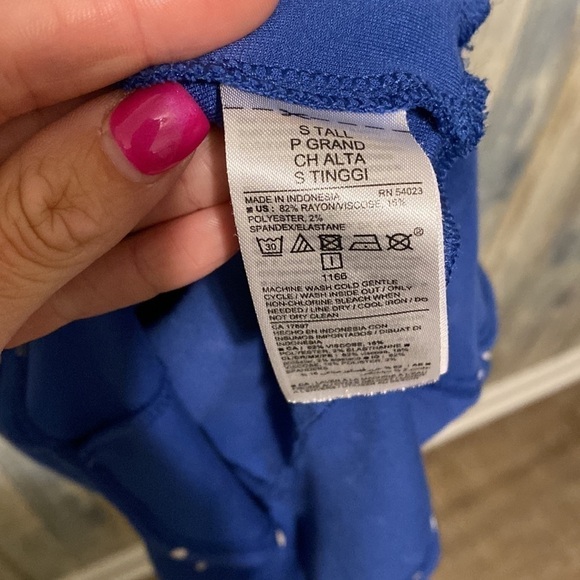 S TALL
P GRAND
CH ALTA
S TINGGI
MADE IN INDONESIA RN 54023
■ US : 82% RAYON/VISCOSE, 16%
POLYESTER, 2%
SPANDEX/ELASTANE
30
1166
MACHINE WASH COLD GENTLE
CYCLE / WASH INSIDE OUT / ONLY
NON-CHLORINE BLEACH WHEN
NEEDED / LINE DRY / COOL IRON / DO
NOT DRY CLEAN
CA 17897
HECHO EN INDONESIA CON
INSUMOS IMPORTADOS / DIBUAT DI
INDONESIA